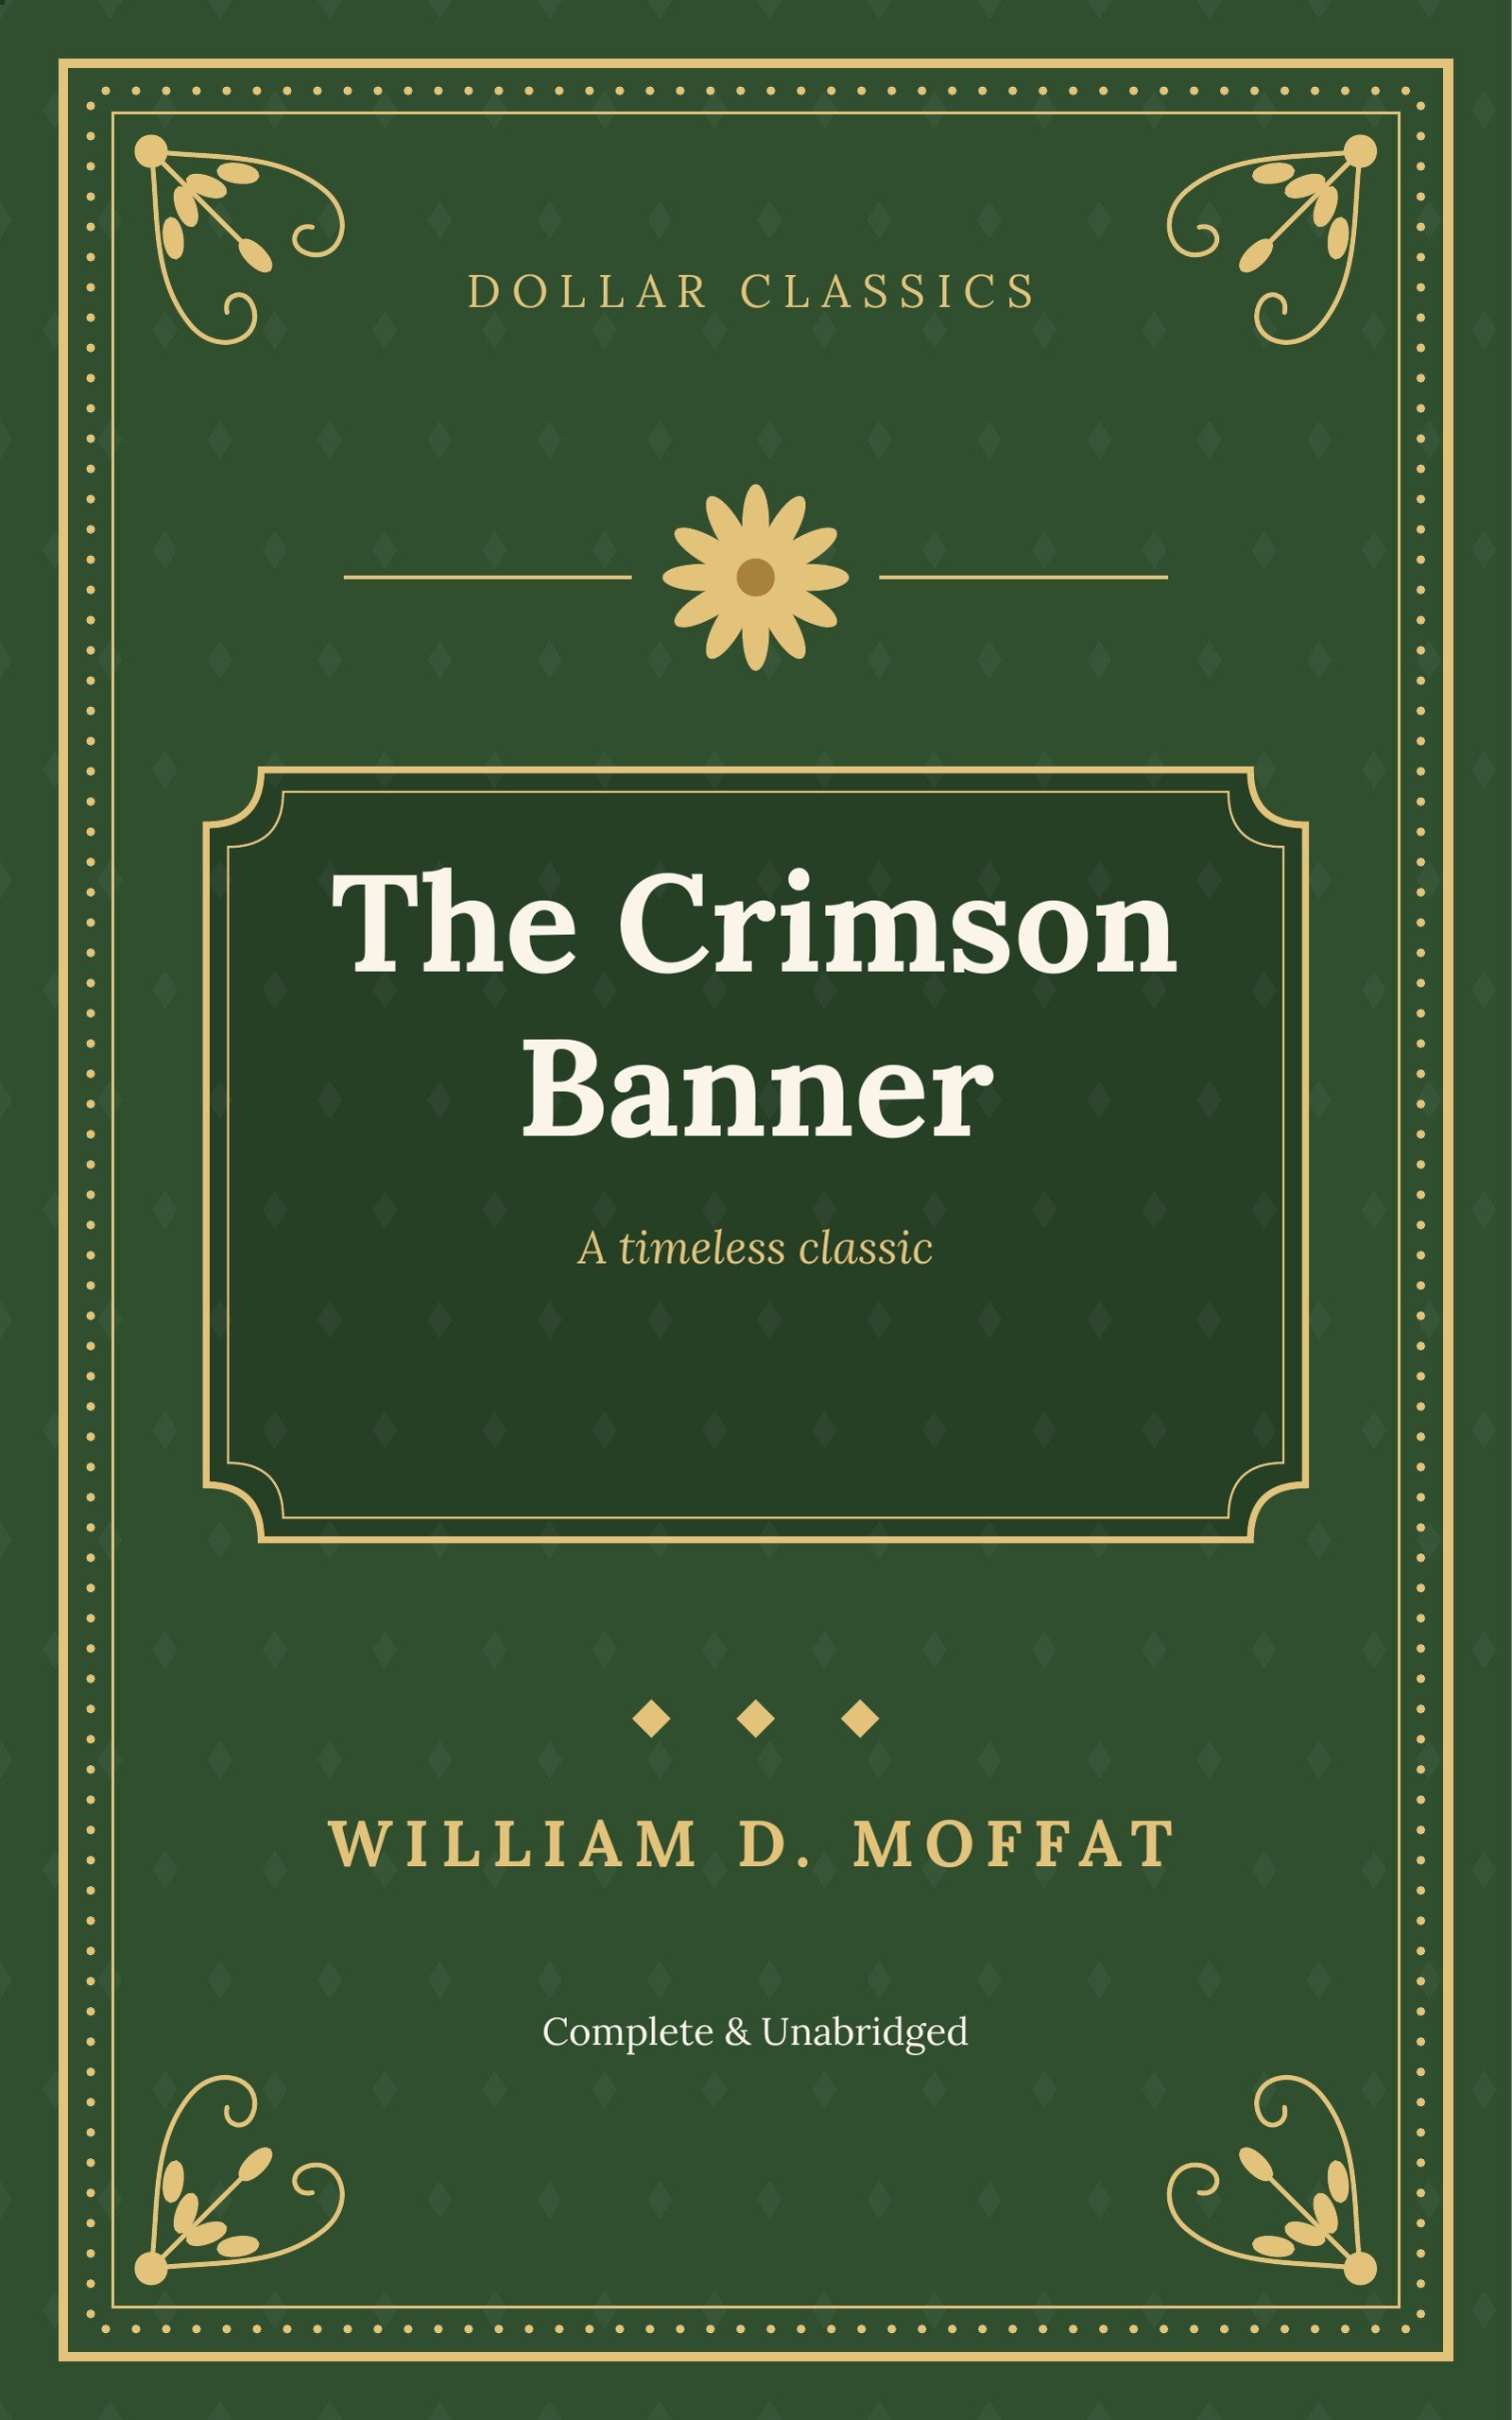 DOLLAR CLASSICS
The Crimson
Banner
A timeless classic
WILLIAM D. MOFFAT
Complete & Unabridged